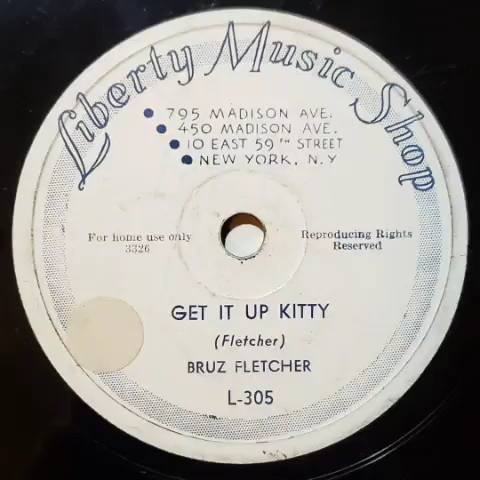 Liberty Music Shop
• 795 MADISON AVE.
• 450 MADISON AVE.
• 10 EAST 59TH STREET
• NEW YORK, N.Y
For home use only
3326
Reproducing Rights
Reserved
GET IT UP KITTY
(Fletcher)
BRUZ FLETCHER
L-305